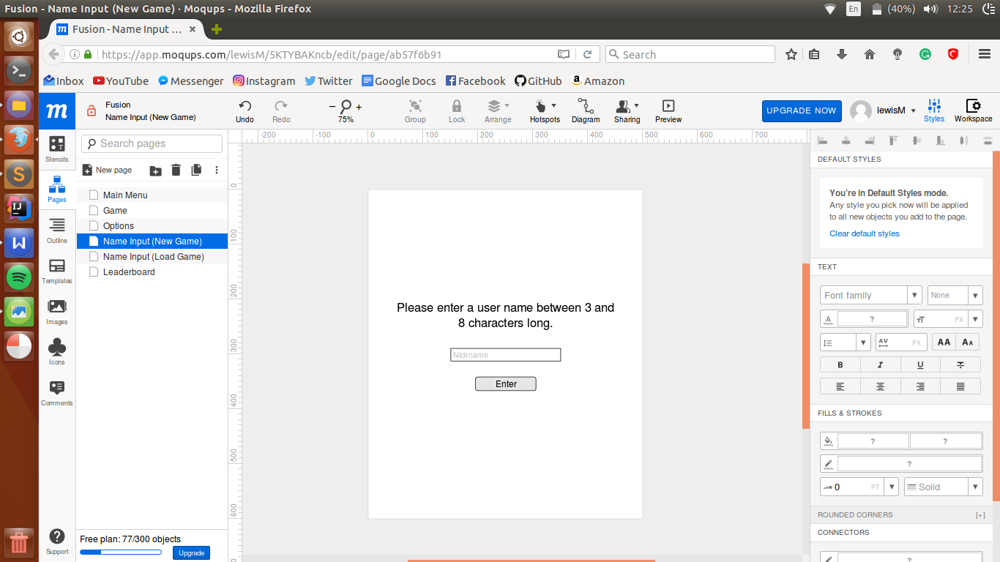 Fusion - Name Input (New Game) • Moqups - Mozilla Firefox
En
(40%)
12:25
m Fusion - Name Input ...
https://app.moqups.com/lewisM/5KTYBAKncb/edit/page/ab57f6b91
Search
Inbox YouTube Messenger Instagram Twitter Google Docs Facebook GitHub Amazon
m
Fusion
Name Input (New Game)
Undo Redo 75% Group Lock Arrange Hotspots Diagram Sharing Preview
UPGRADE NOW
lewisM
Styles Workspace
Stencils
Pages
Outline
Templates
Images
Icons
Comments
Support
Search pages
New page
Main Menu
Game
Options
Name Input (New Game)
Name Input (Load Game)
Leaderboard
Free plan: 77/300 objects
Upgrade
-200 -100 0 100 200 300 400 500 600 700
0
100
200
300
400
500
600
Please enter a user name between 3 and
8 characters long.
Nickname
Enter
DEFAULT STYLES
You're in Default Styles mode.
Any style you pick now will be applied
to all new objects you add to the page.
Clear default styles
TEXT
Font family None
A ? TT PX
AV PX AA AA
B I U T
FILLS & STROKES
? ?
?
0 PT Solid
ROUNDED CORNERS [+]
CONNECTORS
?